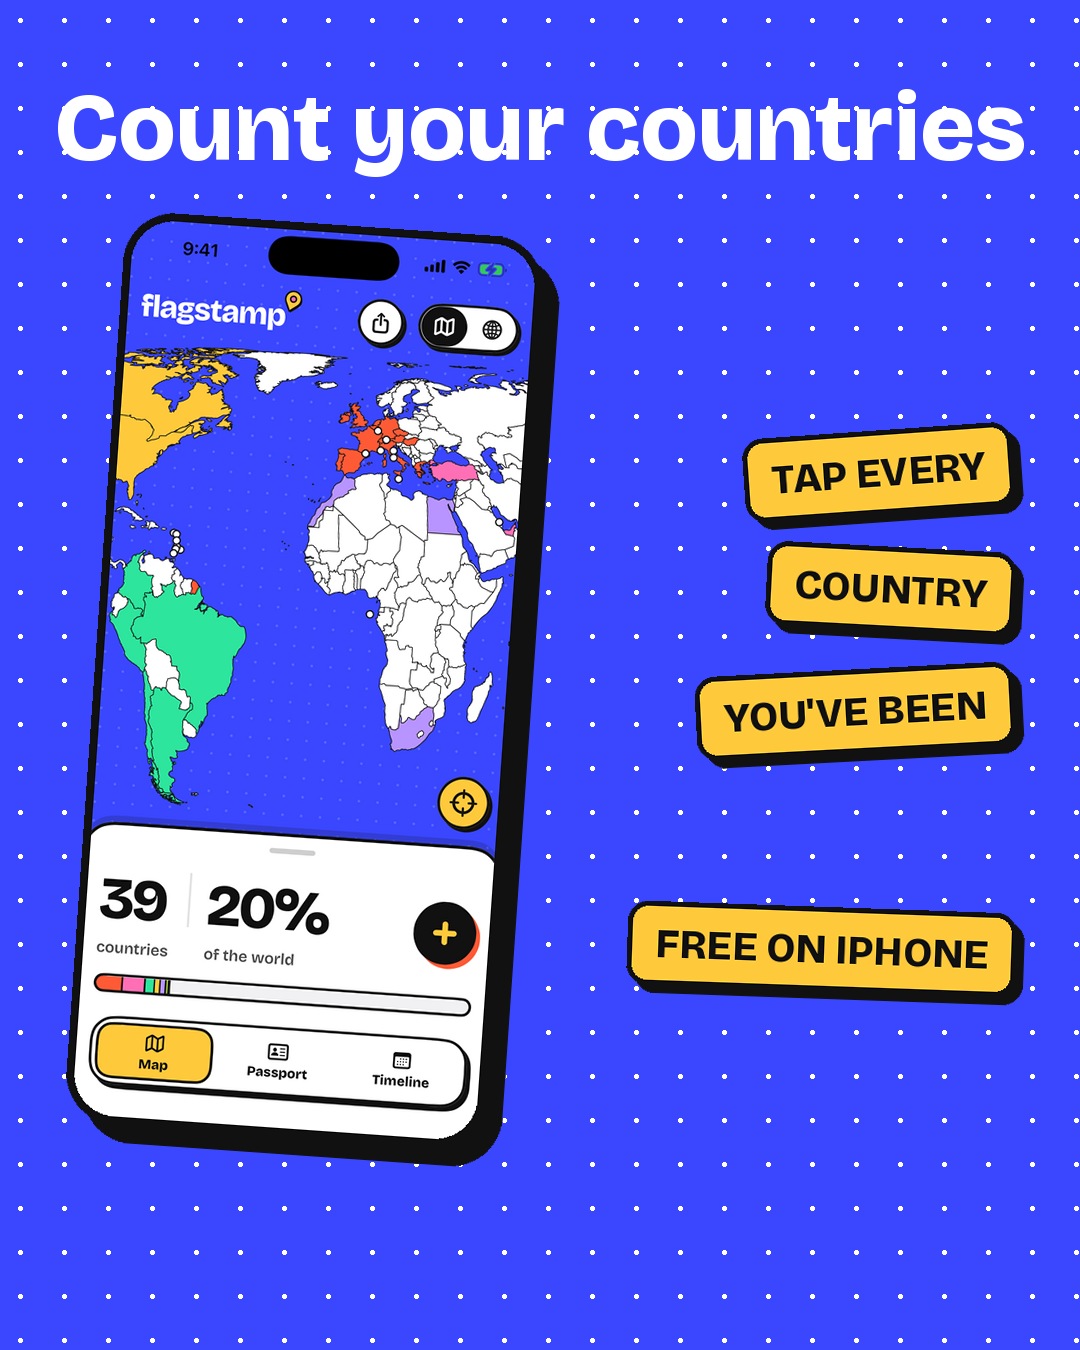 Count your countries
9:41
flagstamp
TAP EVERY
COUNTRY
YOU'VE BEEN
39
countries
20%
of the world
FREE ON IPHONE
Map
Passport
Timeline